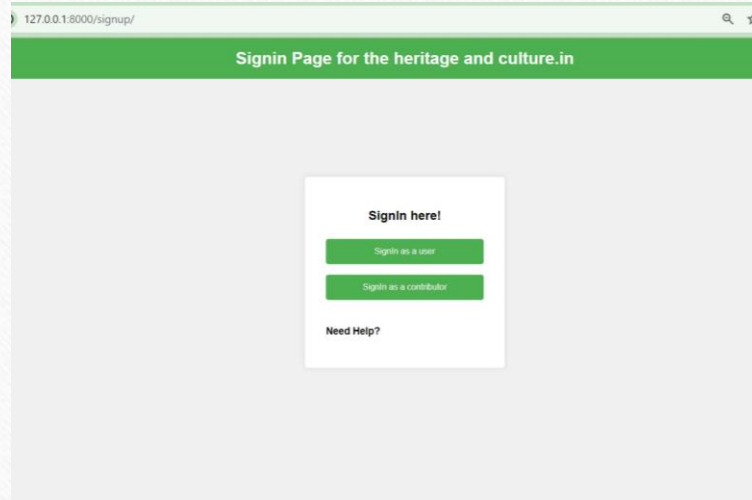 127.0.0.1:8000/signup/
Signin Page for the heritage and culture.in
SignIn here!
SignIn as a user
SignIn as a contributor
Need Help?